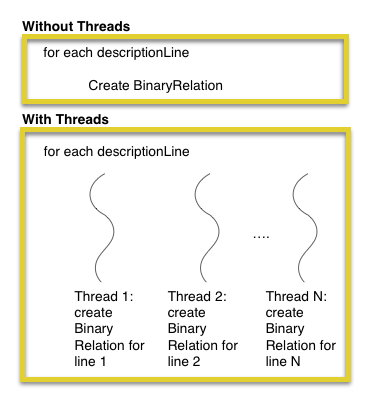 Without Threads
for each descriptionLine
Create BinaryRelation
With Threads
for each descriptionLine
....
Thread 1:
create
Binary
Relation for
line 1
Thread 2:
create
Binary
Relation for
line 2
Thread N:
create
Binary
Relation for
line N